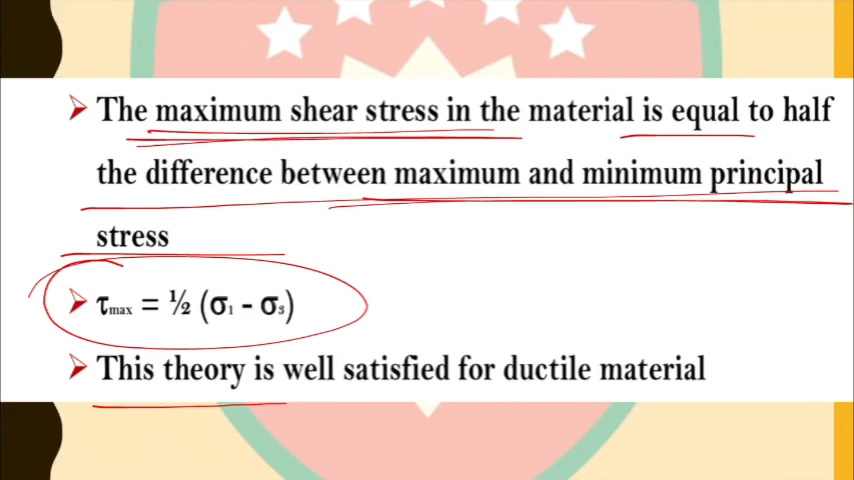 ➢ The maximum shear stress in the material is equal to half
the difference between maximum and minimum principal
stress
➢ τmax = ½ (σ₁ - σ₃)
➢ This theory is well satisfied for ductile material